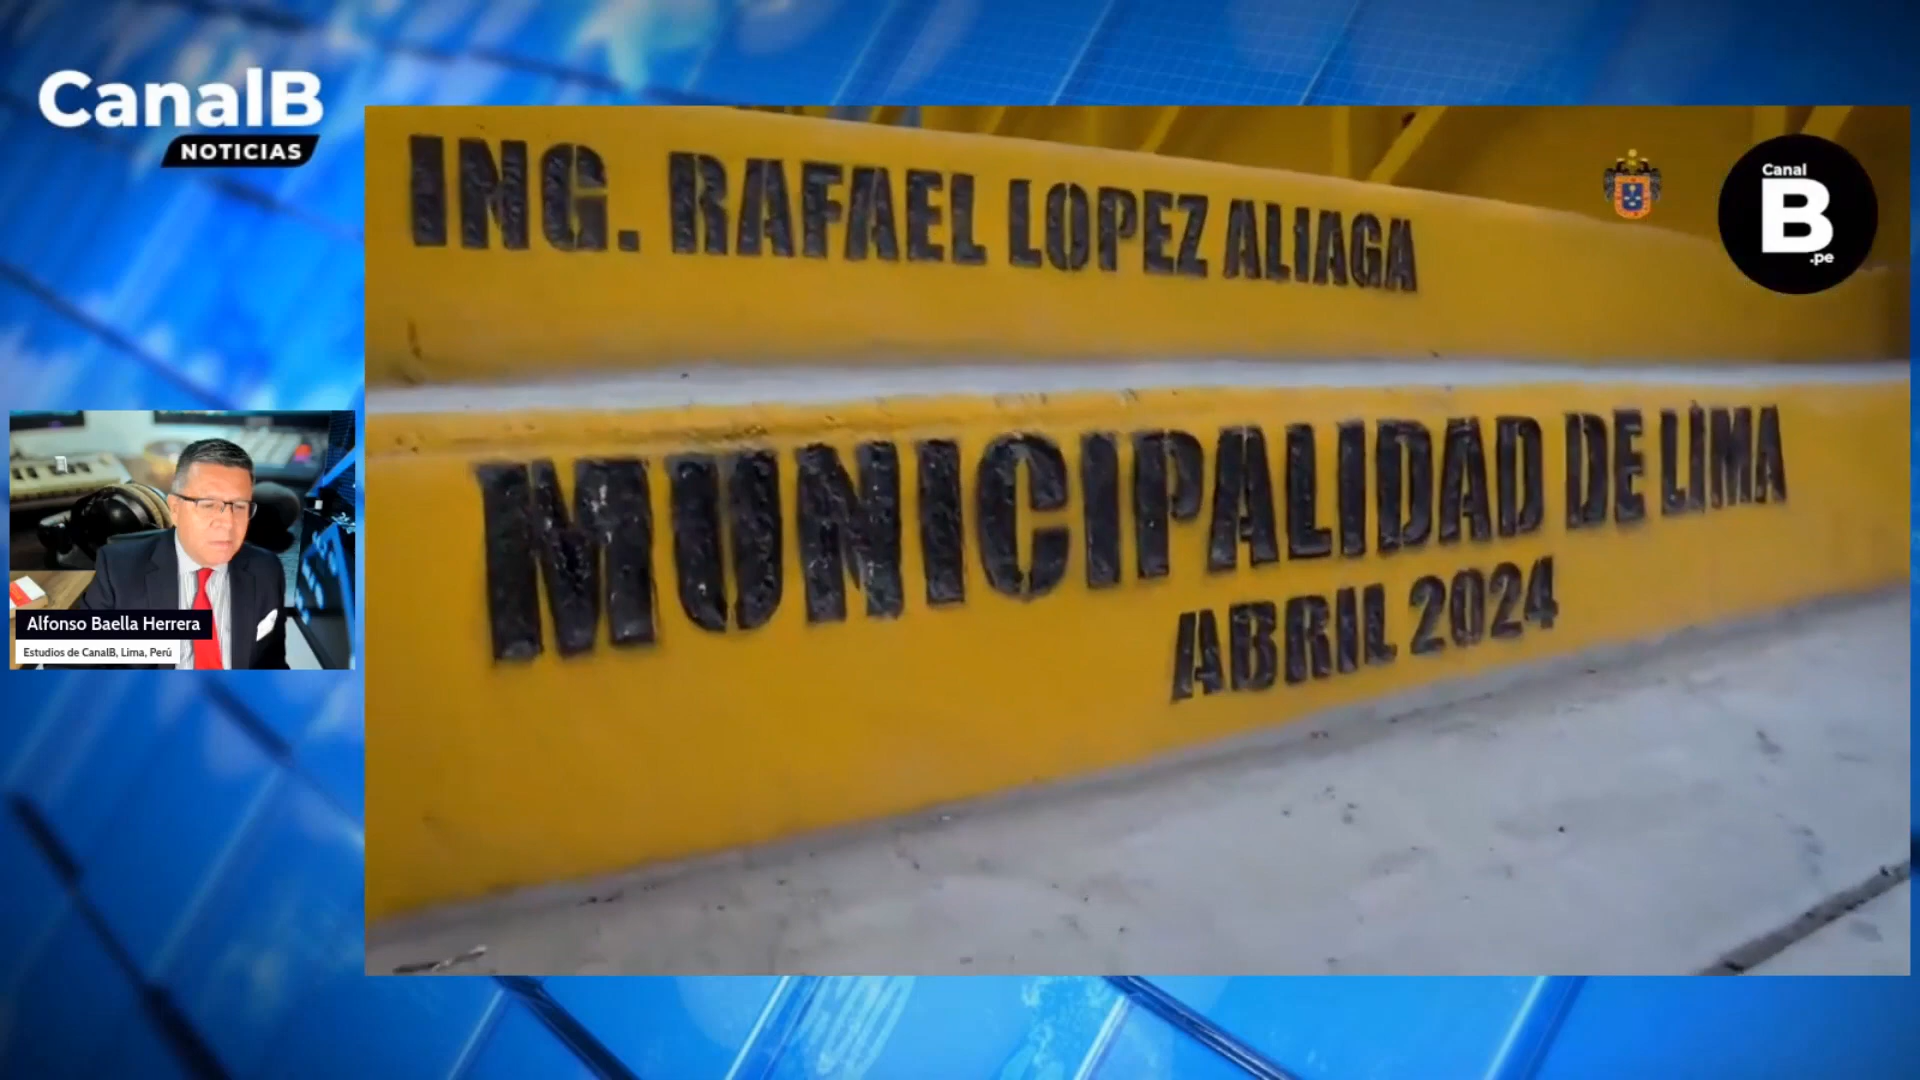 CanalB
NOTICIAS
ING. RAFAEL LOPEZ ALIAGA
MUNICIPALIDAD DE LIMA
ABRIL 2024
Canal
B
.pe
Alfonso Baella Herrera
Estudios de CanalB, Lima, Perú